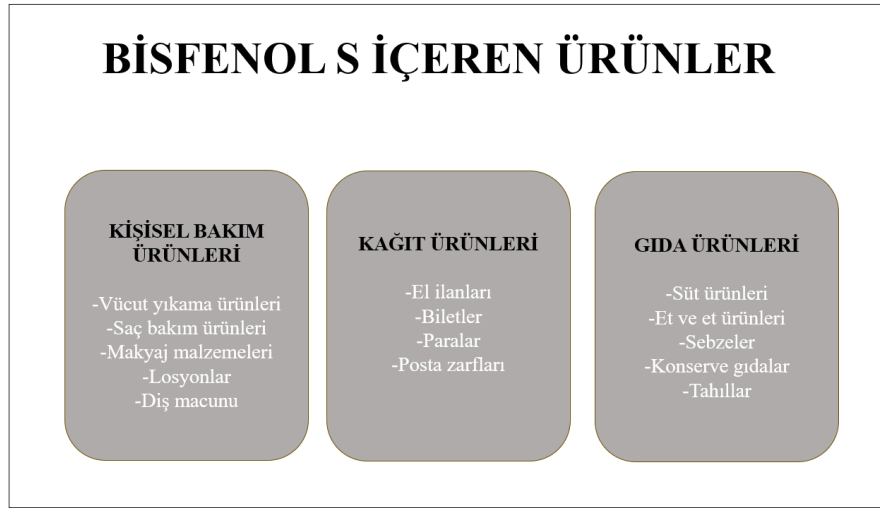 BİSFENOL S İÇEREN ÜRÜNLER
KİŞİSEL BAKIM
ÜRÜNLERİ
-Vücut yıkama ürünleri
-Saç bakım ürünleri
-Makyaj malzemeleri
-Losyonlar
-Diş macunu
KAĞIT ÜRÜNLERİ
-El ilanları
-Biletler
-Paralar
-Posta zarfları
GIDA ÜRÜNLERİ
-Süt ürünleri
-Et ve et ürünleri
-Sebzeler
-Konserve gıdalar
-Tahıllar